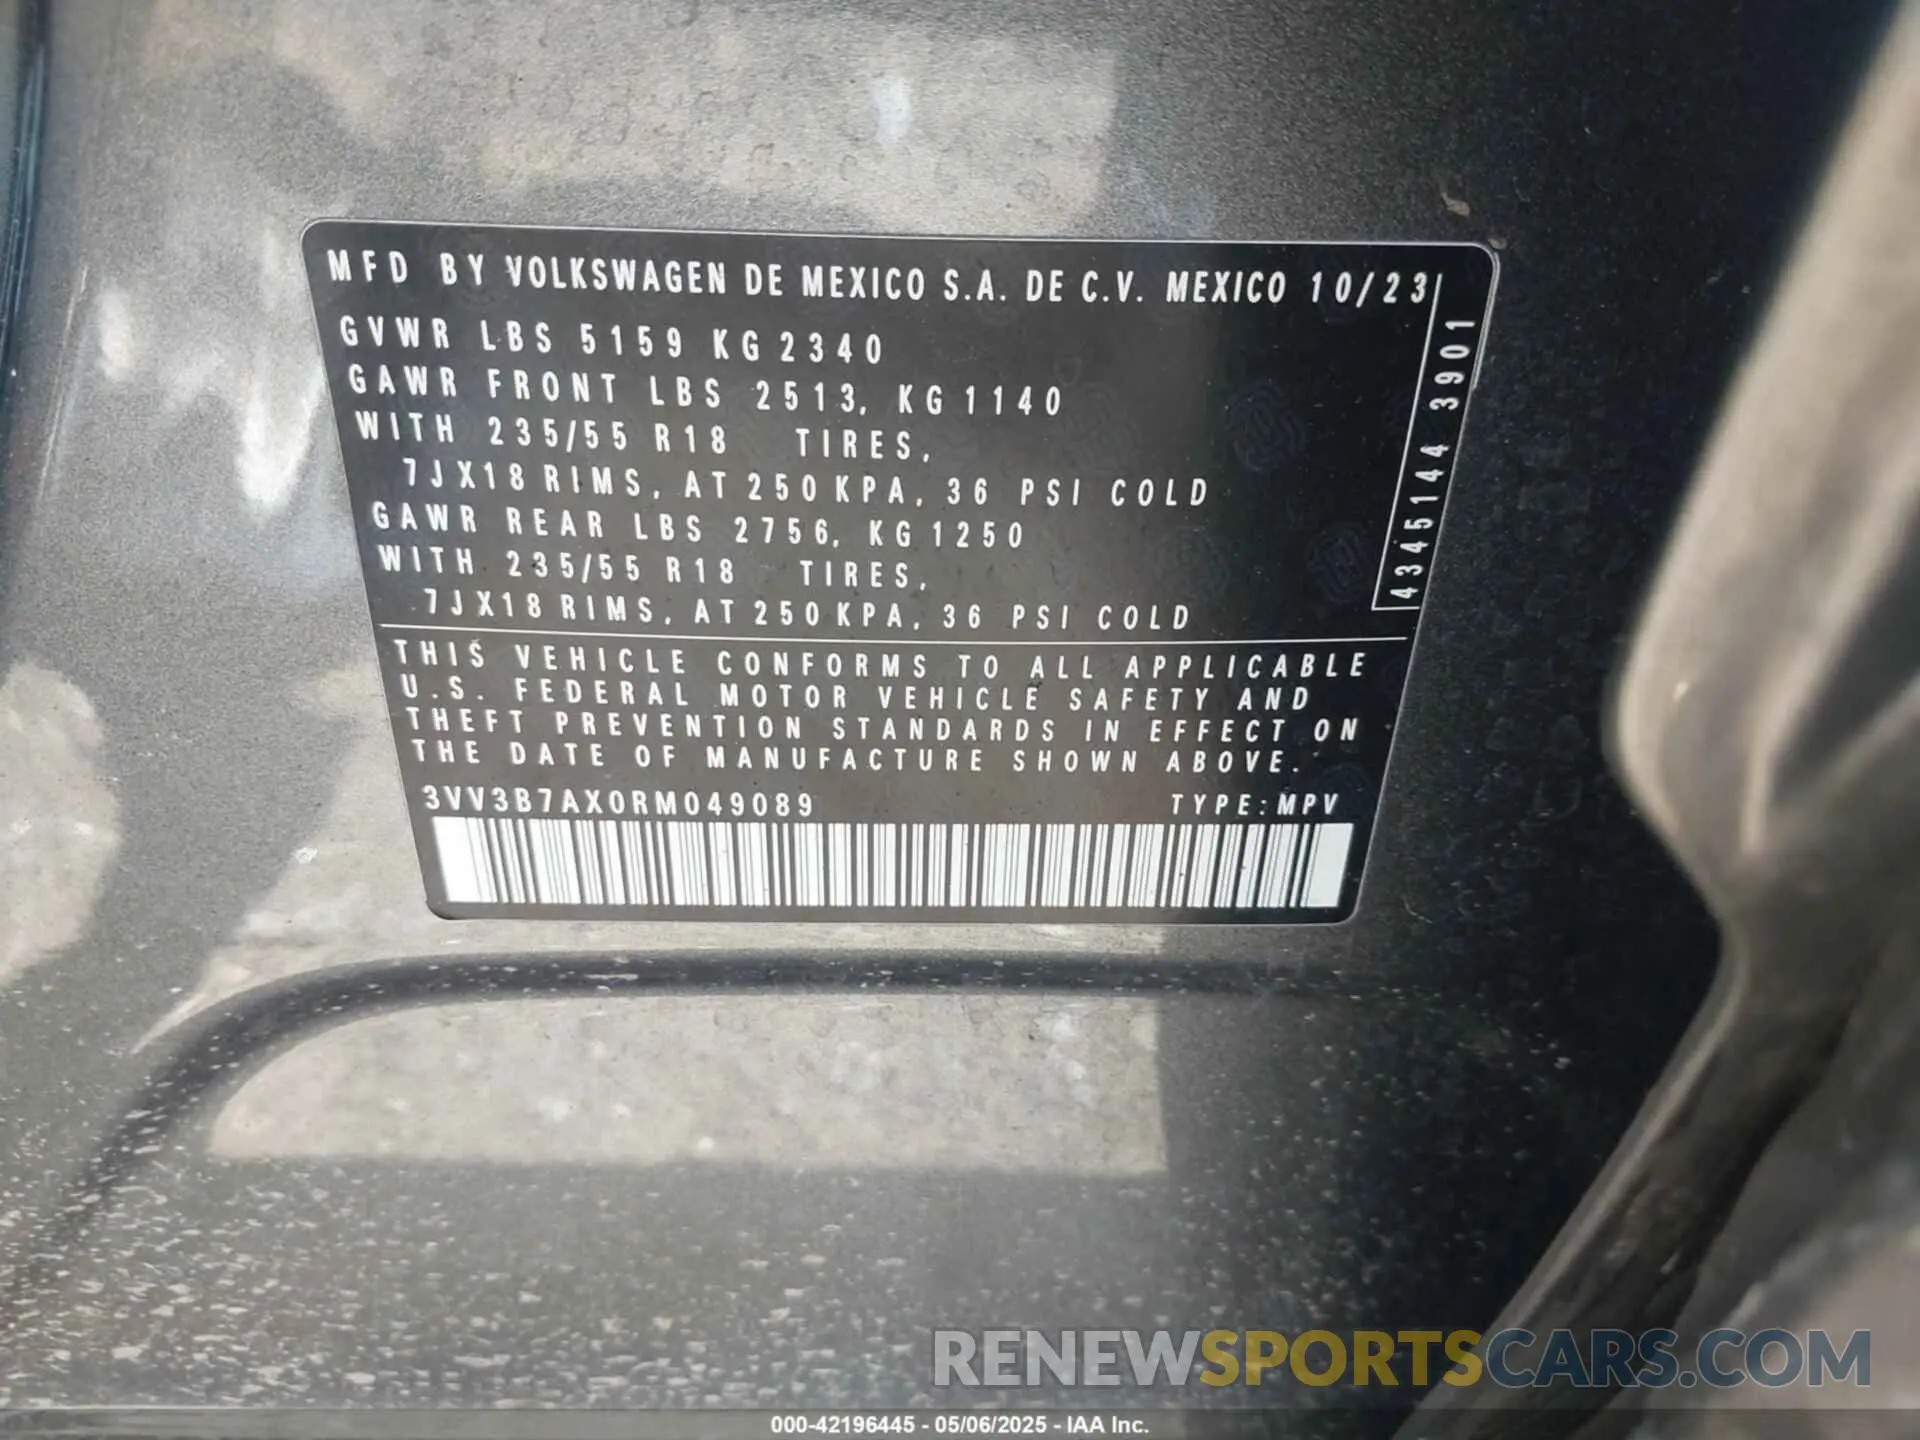 MFD BY VOLKSWAGEN DE MEXICO S.A. DE C.V. MEXICO 10/23
GVWR LBS 5159 KG 2340
GAWR FRONT LBS 2513, KG 1140
WITH 235/55 R18 TIRES,
7JX18 RIMS, AT 250 KPA, 36 PSI COLD
GAWR REAR LBS 2756, KG 1250
WITH 235/55 R18 TIRES,
7JX18 RIMS, AT 250 KPA, 36 PSI COLD
4345144 3901
THIS VEHICLE CONFORMS TO ALL APPLICABLE
U.S. FEDERAL MOTOR VEHICLE SAFETY AND
THEFT PREVENTION STANDARDS IN EFFECT ON
THE DATE OF MANUFACTURE SHOWN ABOVE.
3VV3B7AX0RM049089 TYPE:MPV
RENEWSPORTSCARS.COM
000-42196445 - 05/06/2025 - IAA Inc.